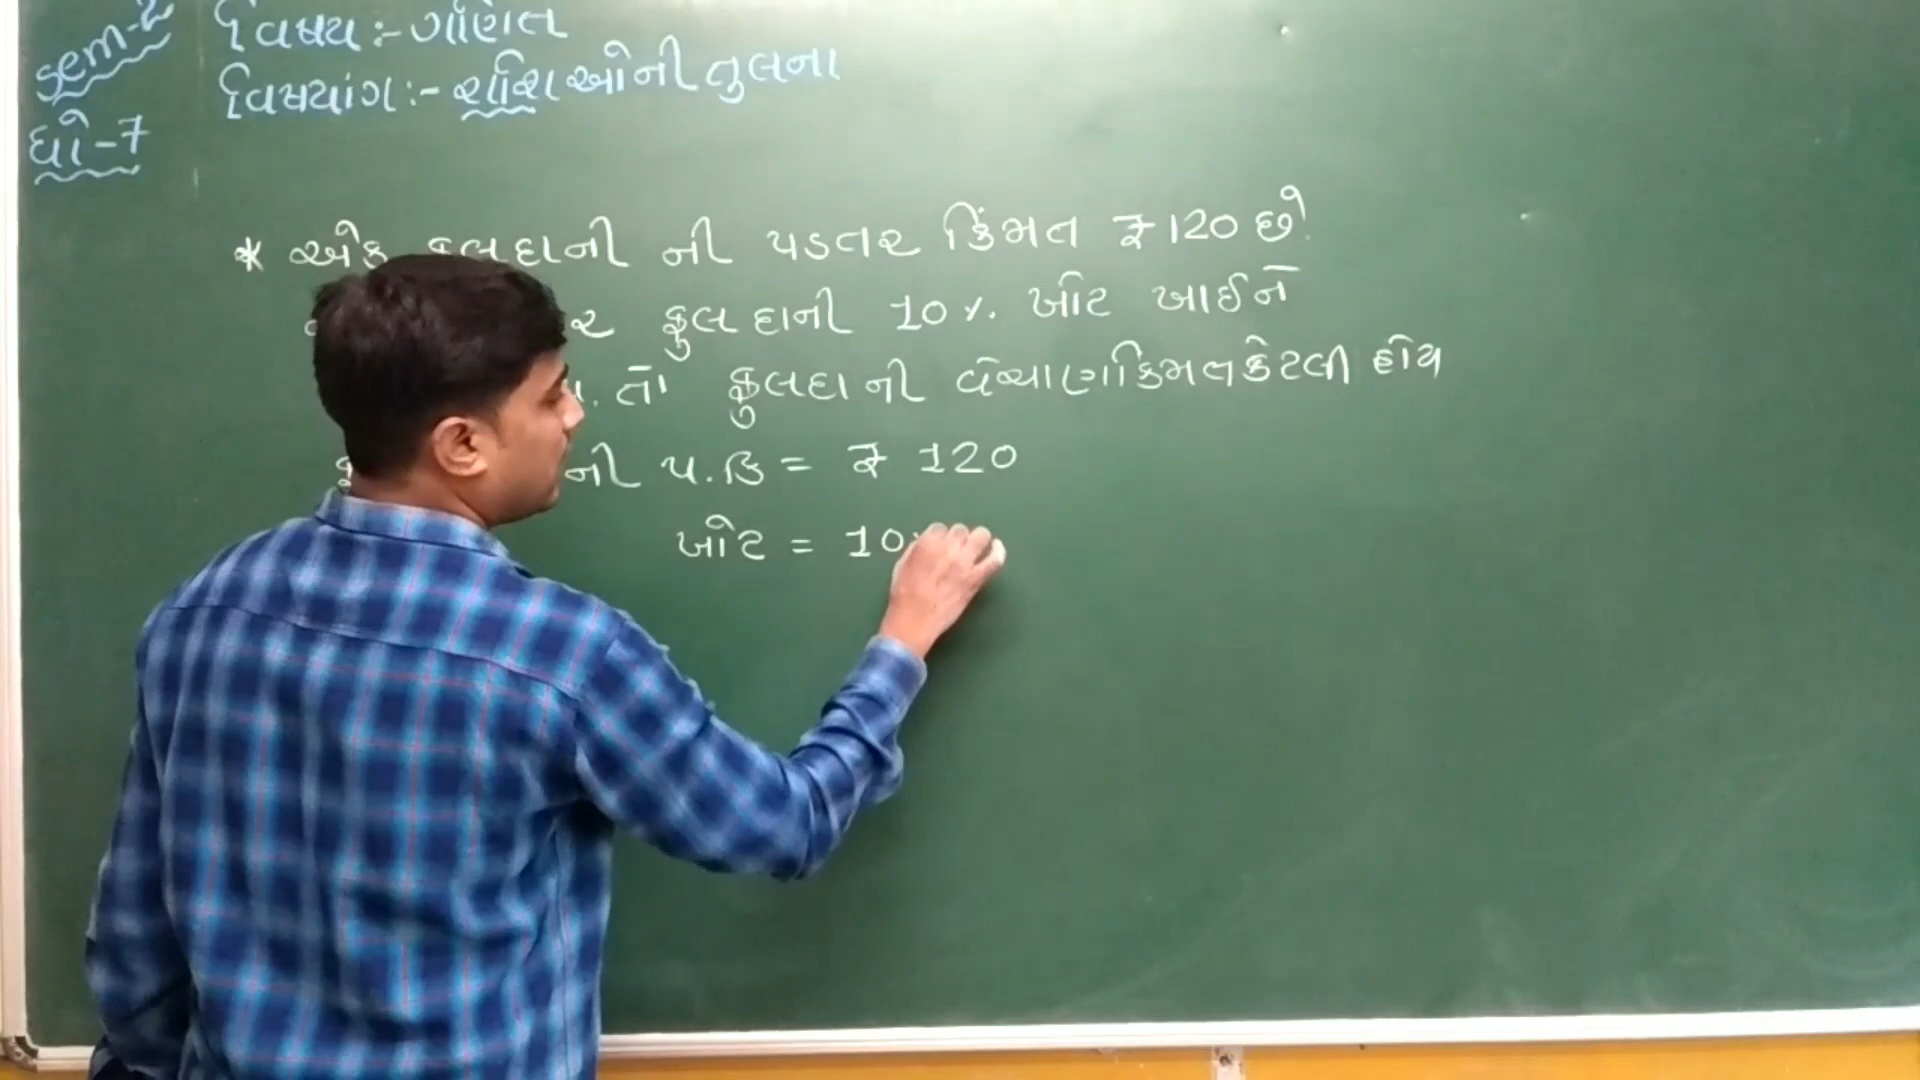 sem-2
ધો-7
વિષય :- ગણિત
વિષયાંગ :- રાશિઓની તુલના
* એક ફુલદાની ની પડતર કિંમત ₹ 120 છે.
ફુલદાની 10 %. ખોટ ખાઈને
તો ફુલદાની વેચાણકિંમત કેટલી હોય
ની પ.કિ = ₹ 120
ખોટ = 10